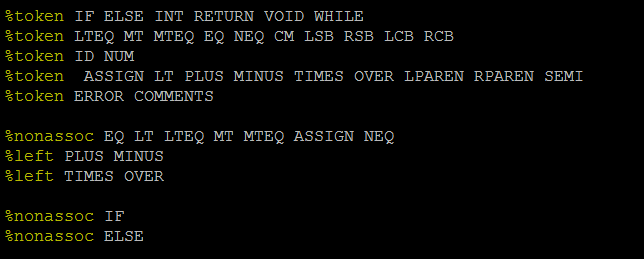 %token IF ELSE INT RETURN VOID WHILE
%token LTEQ MT MTEQ EQ NEQ CM LSB RSB LCB RCB
%token ID NUM
%token  ASSIGN LT PLUS MINUS TIMES OVER LPAREN RPAREN SEMI
%token ERROR COMMENTS
%nonassoc EQ LT LTEQ MT MTEQ ASSIGN NEQ
%left PLUS MINUS
%left TIMES OVER
%nonassoc IF
%nonassoc ELSE